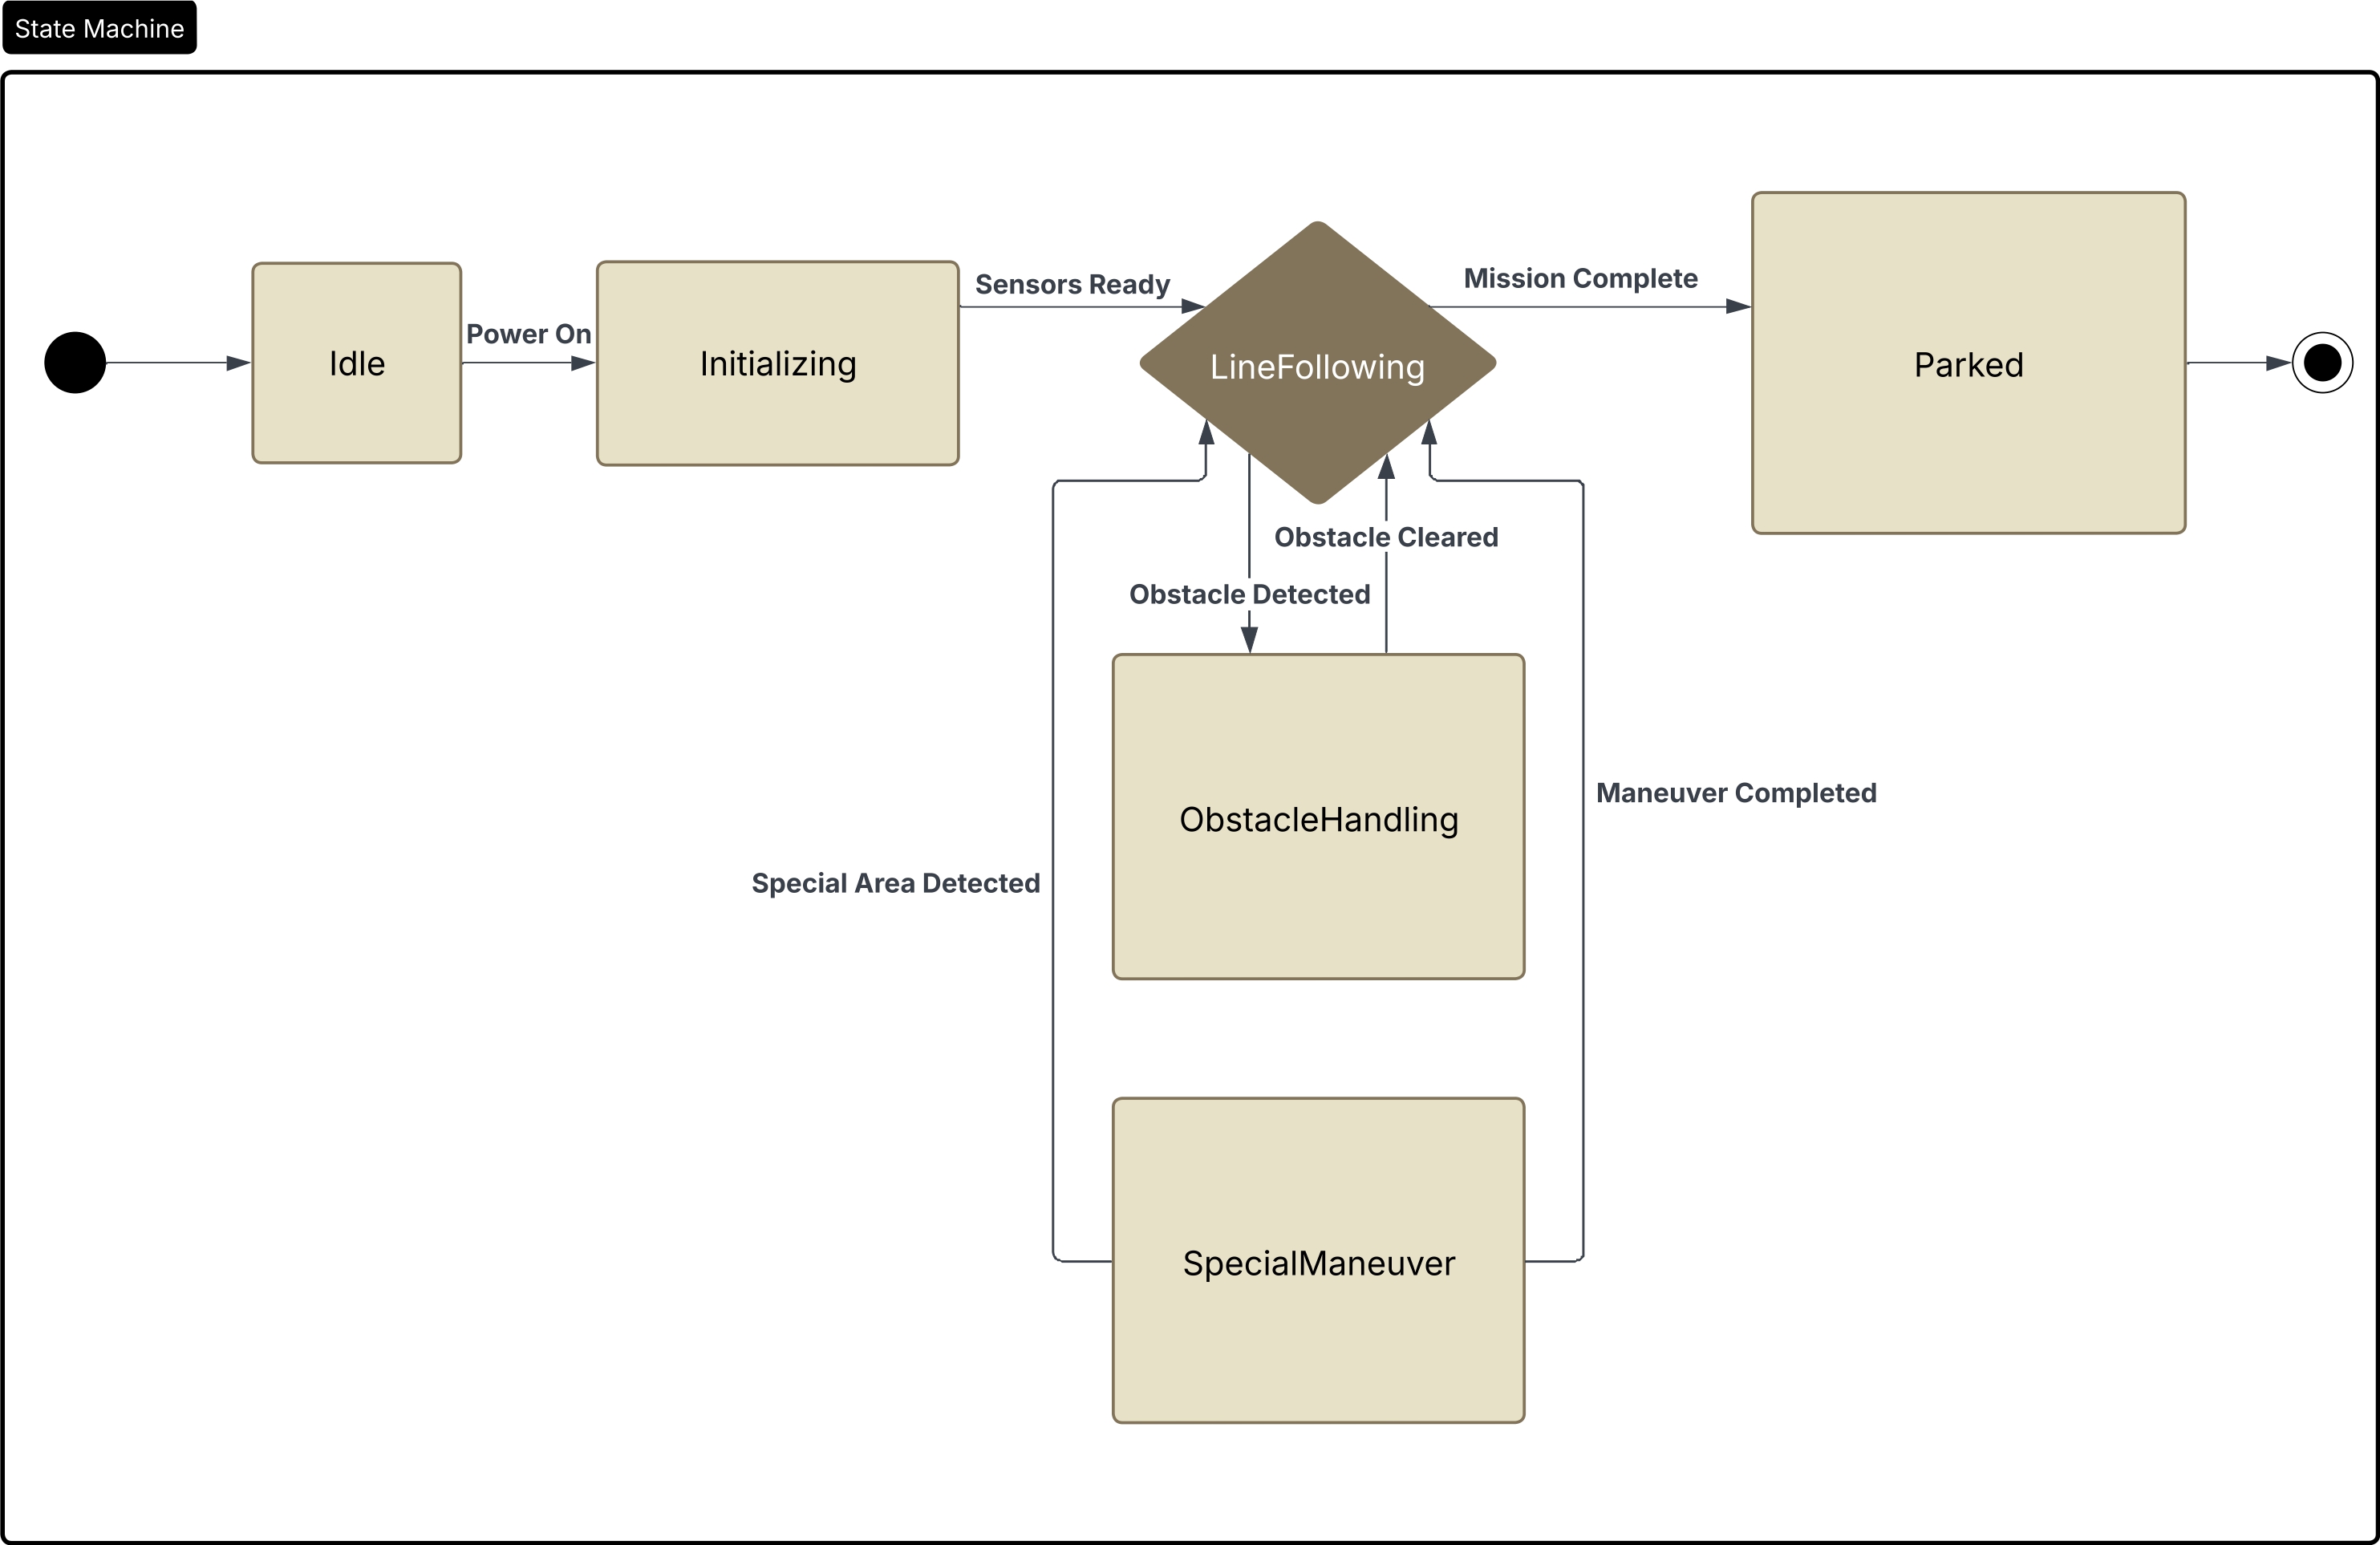 State Machine
Idle
Power On
Initializing
Sensors Ready
LineFollowing
Mission Complete
Parked
Obstacle Cleared
Obstacle Detected
ObstacleHandling
Maneuver Completed
Special Area Detected
SpecialManeuver